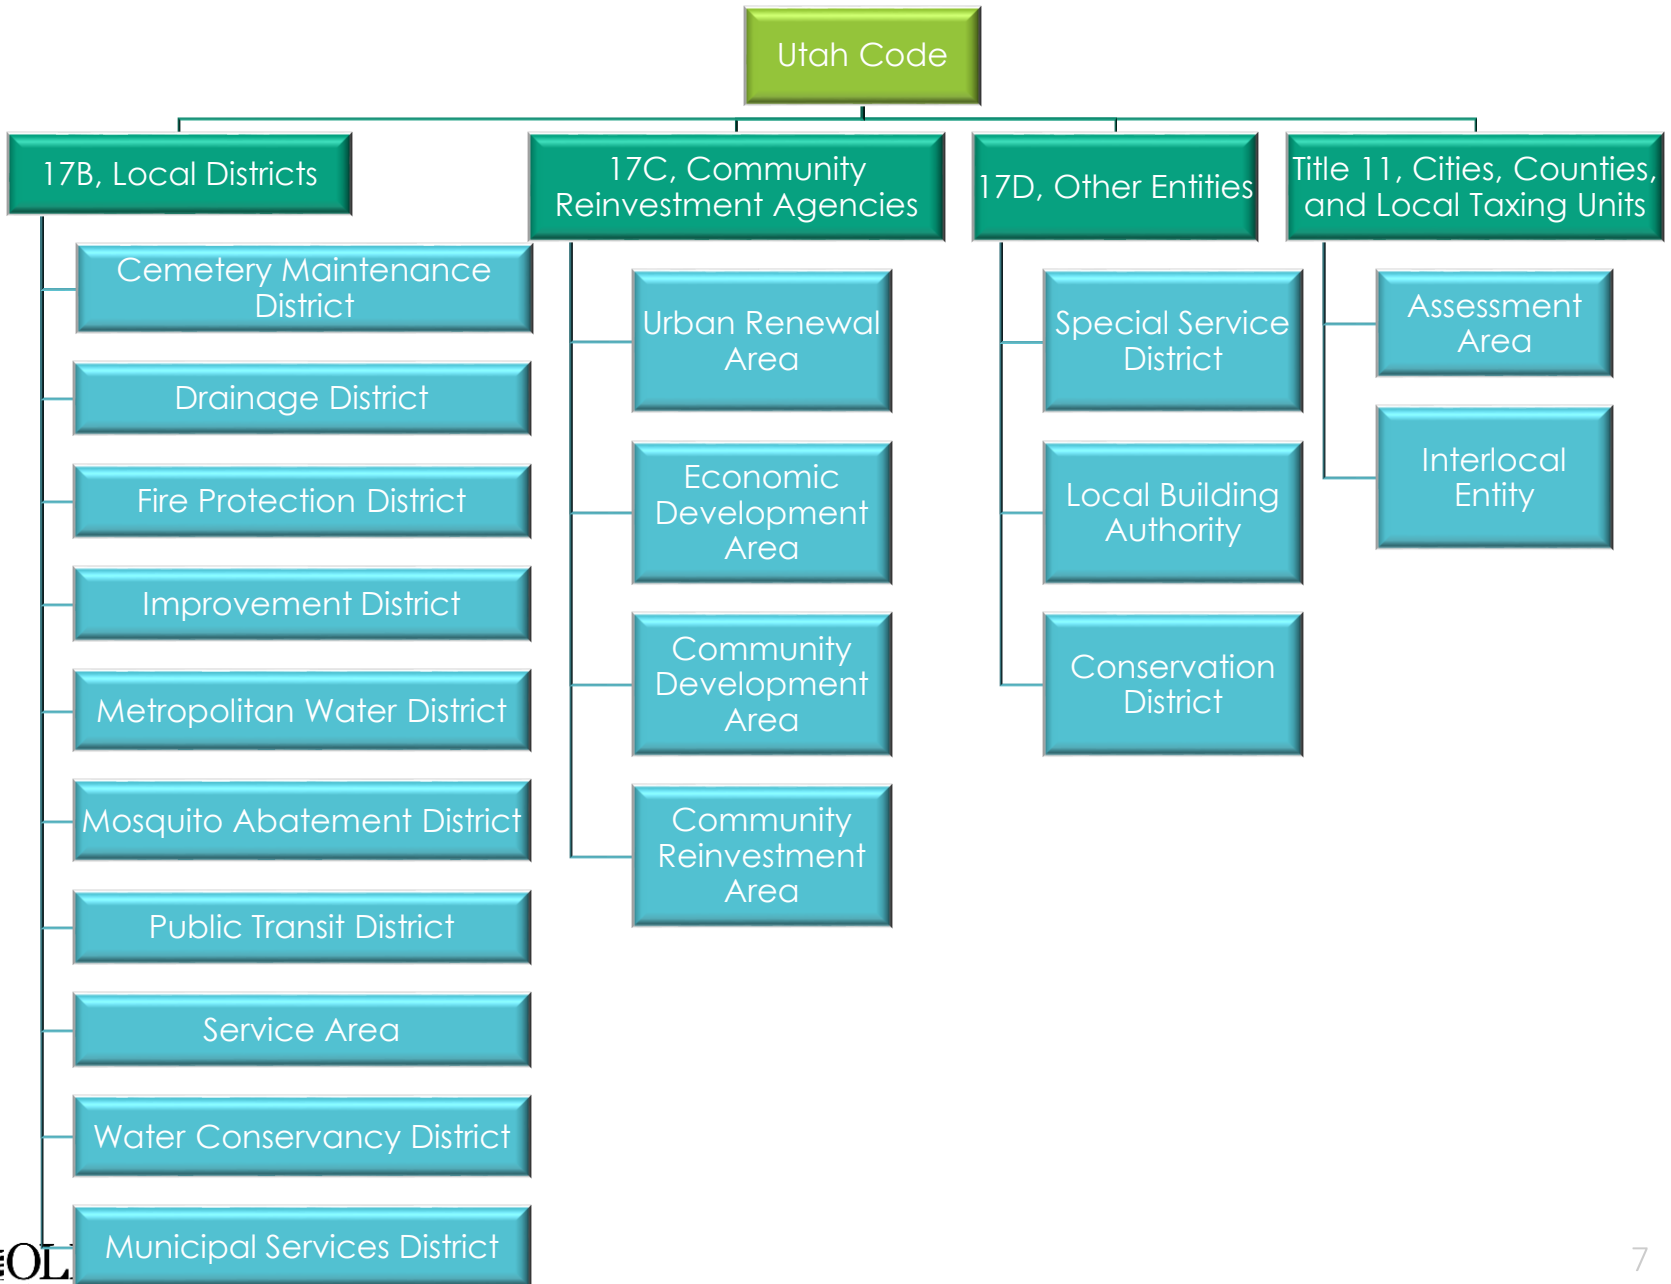 Utah Code
17B, Local Districts
Cemetery Maintenance
District
Drainage District
Fire Protection District
Improvement District
Metropolitan Water District
Mosquito Abatement District
Public Transit District
Service Area
Water Conservancy District
Municipal Services District
17C, Community
Reinvestment Agencies
Urban Renewal
Area
Economic
Development
Area
Community
Development
Area
Community
Reinvestment
Area
17D, Other Entities
Special Service
District
Local Building
Authority
Conservation
District
Title 11, Cities, Counties,
and Local Taxing Units
Assessment
Area
Interlocal
Entity
7